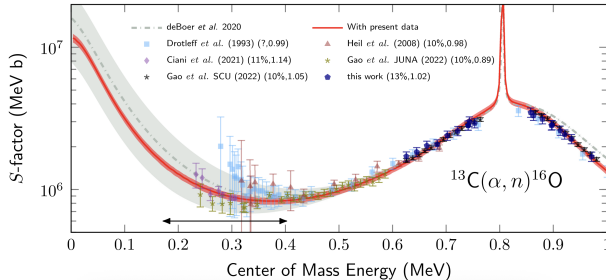 deBoer et al. 2020
With present data
Drotleff et al. (1993) (?,0.99)
Heil et al. (2008) (10%,0.98)
Ciani et al. (2021) (11%,1.14)
Gao et al. JUNA (2022) (10%,0.89)
Gao et al. SCU (2022) (10%,1.05)
this work (13%,1.02)
10⁷
10⁶
S-factor (MeV b)
¹³C(α, n)¹⁶O
0 0.1 0.2 0.3 0.4 0.5 0.6 0.7 0.8 0.9 1
Center of Mass Energy (MeV)